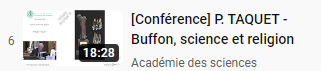 6
18:28
[Conférence] P. TAQUET -
Buffon, science et religion
Académie des sciences